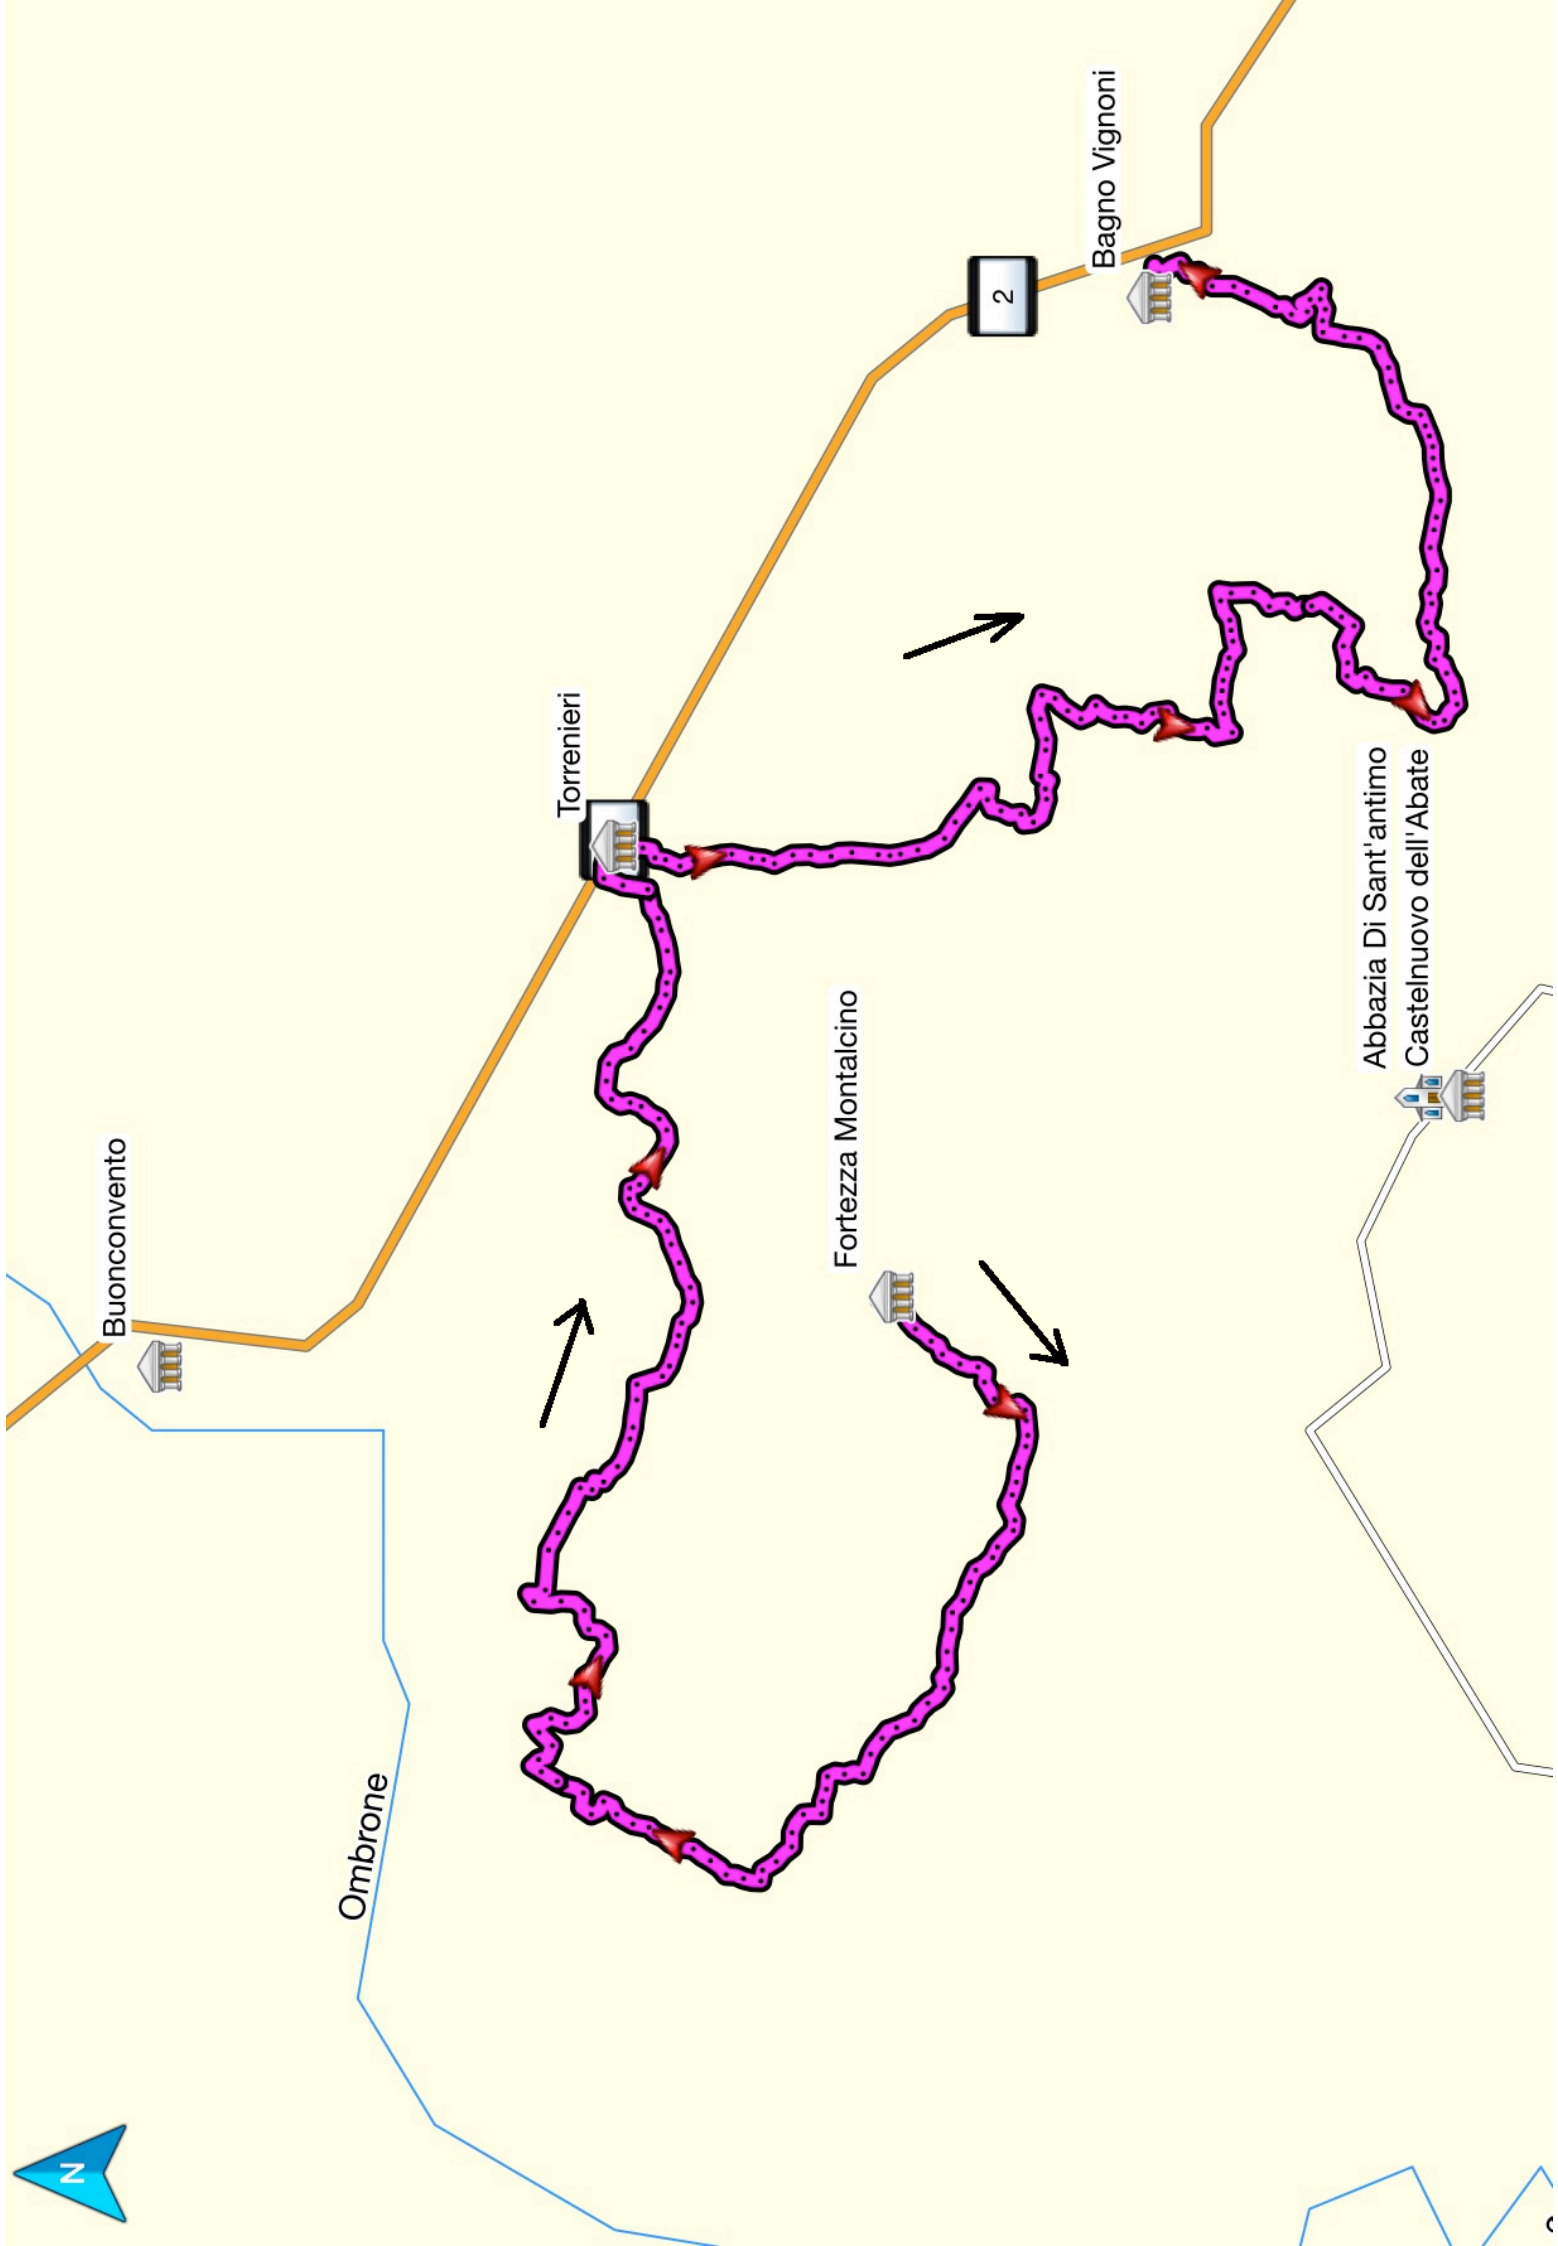 N
Buonconvento
Ombrone
Torrenieri
Fortezza Montalcino
2
Bagno Vignoni
Abbazia Di Sant'antimo
Castelnuovo dell'Abate